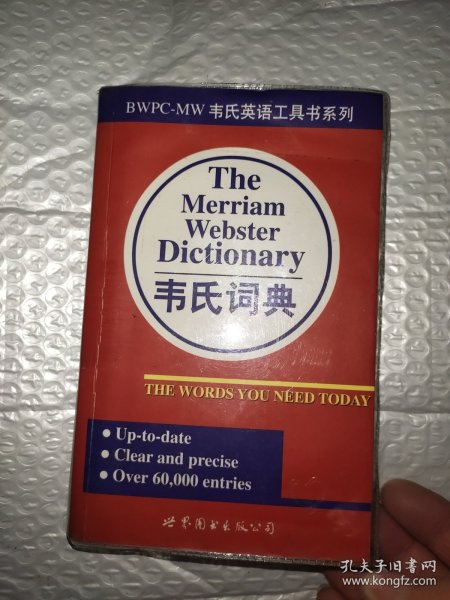 BWPC-MW 韦氏英语工具书系列
The
Merriam
Webster
Dictionary
韦氏词典
THE WORDS YOU NEED TODAY
● Up-to-date
● Clear and precise
● Over 60,000 entries
世界图书出版公司
孔夫子旧书网
www.kongfz.com